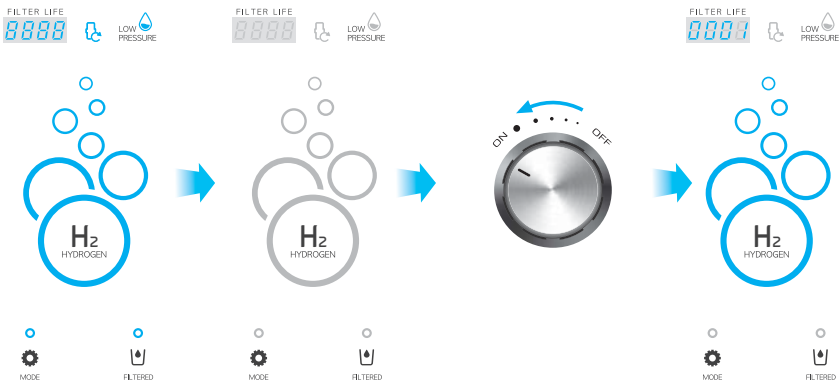 FILTER LIFE
8888
LOW
PRESSURE
H2
HYDROGEN
MODE
FILTERED
FILTER LIFE
8888
LOW
PRESSURE
H2
HYDROGEN
MODE
FILTERED
ON
OFF
FILTER LIFE
0001
LOW
PRESSURE
H2
HYDROGEN
MODE
FILTERED